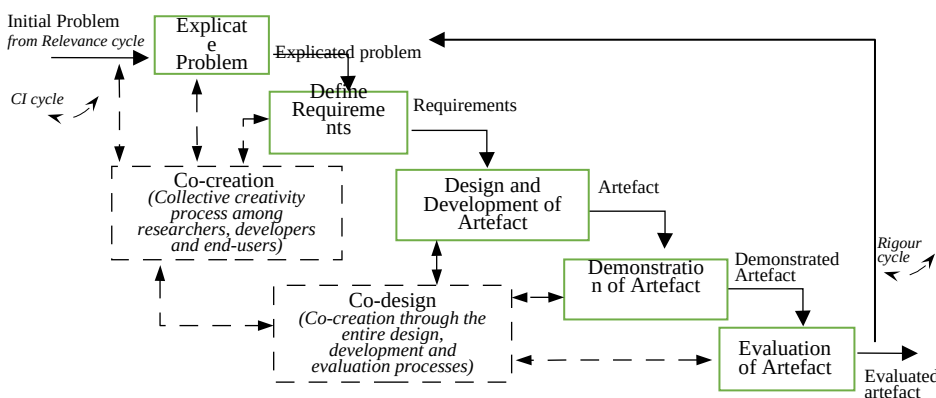 Initial Problem
from Relevance cycle
Explicat
e
Problem
Explicated problem
CI cycle
Define
Requireme
nts
Requirements
Co-creation
(Collective creativity
process among
researchers, developers
and end-users)
Design and
Development of
Artefact
Artefact
Rigour
cycle
Demonstratio
n of Artefact
Demonstrated
Artefact
Co-design
(Co-creation through the
entire design,
development and
evaluation processes)
Evaluation
of Artefact
Evaluated
artefact